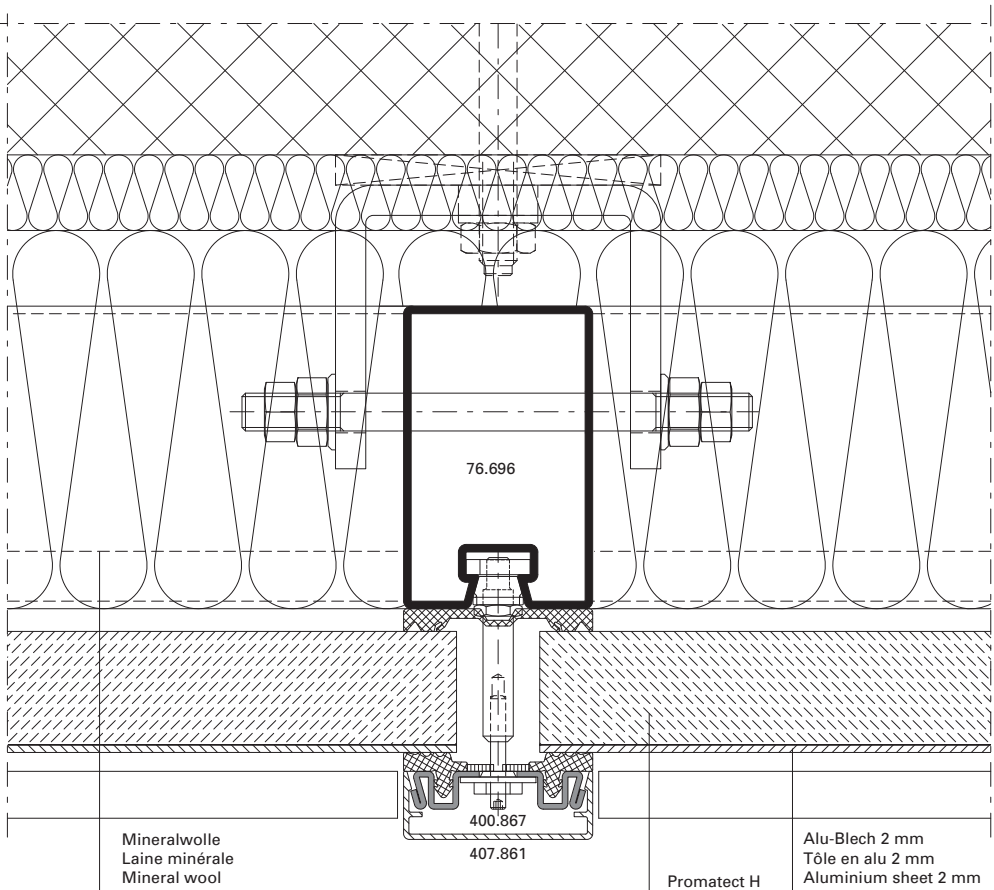 76.696
400.867
407.861
Mineralwolle
Laine minérale
Mineral wool
Promatect H
Alu-Blech 2 mm
Tôle en alu 2 mm
Aluminium sheet 2 mm